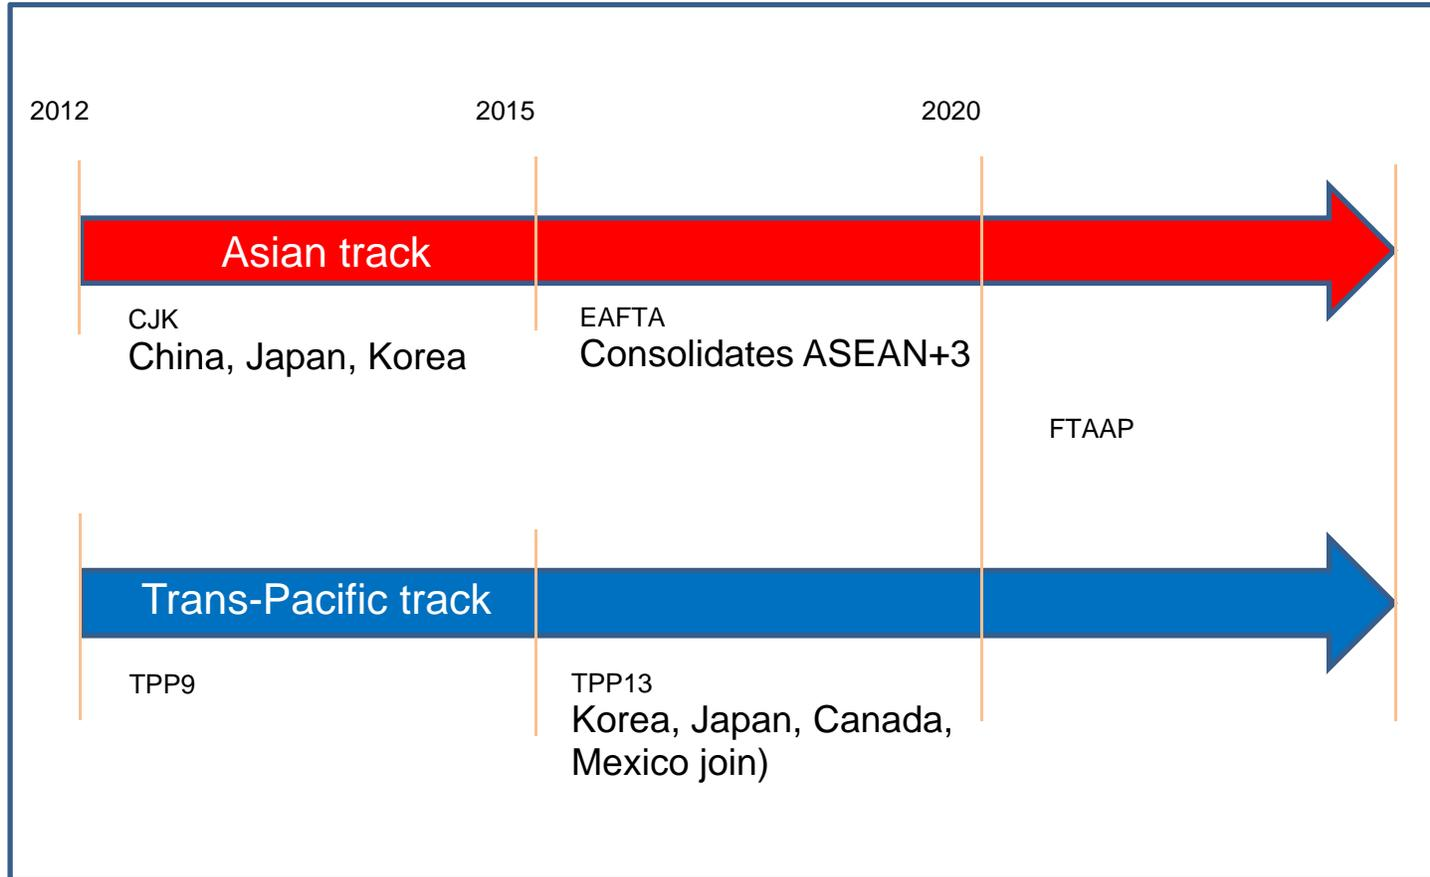 2012
2015
2020
Asian track
CJK
China, Japan, Korea
EAFTA
Consolidates ASEAN+3
FTAAP
Trans-Pacific track
TPP9
TPP13
Korea, Japan, Canada,
Mexico join)